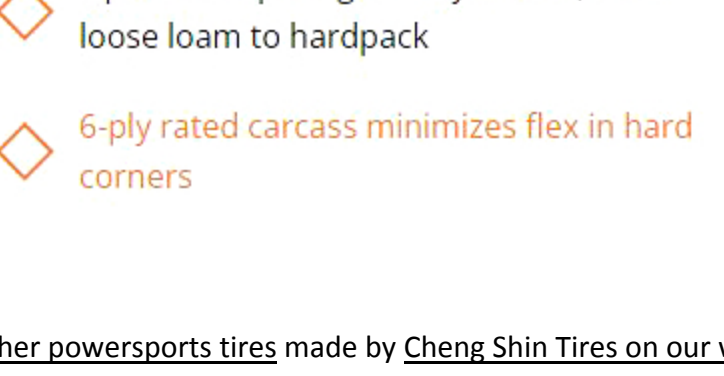 loose loam to hardpack
6-ply rated carcass minimizes flex in hard
corners
her powersports tires made by Cheng Shin Tires on our